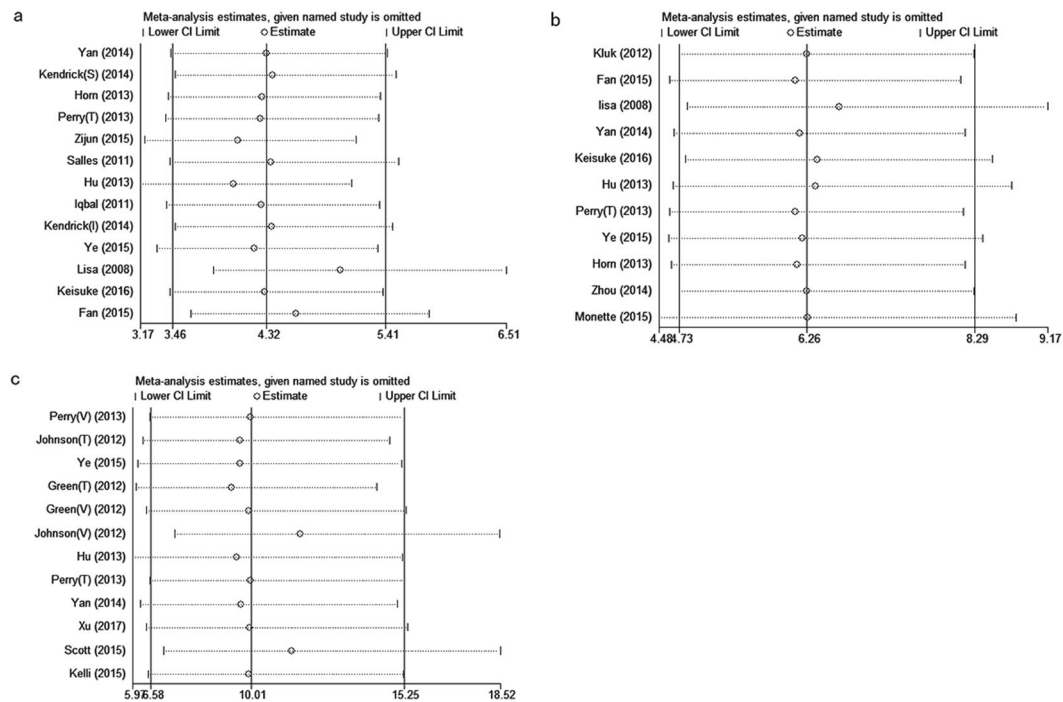 a
Meta-analysis estimates, given named study is omitted
Lower CI Limit Estimate Upper CI Limit
Yan (2014)
Kendrick(S) (2014)
Horn (2013)
Perry(T) (2013)
Zijun (2015)
Salles (2011)
Hu (2013)
Iqbal (2011)
Kendrick(I) (2014)
Ye (2015)
Lisa (2008)
Keisuke (2016)
Fan (2015)
3.17 3.46 4.32 5.41 6.51
b
Meta-analysis estimates, given named study is omitted
Lower CI Limit Estimate Upper CI Limit
Kluk (2012)
Fan (2015)
lisa (2008)
Yan (2014)
Keisuke (2016)
Hu (2013)
Perry(T) (2013)
Ye (2015)
Horn (2013)
Zhou (2014)
Monette (2015)
4.48 4.73 6.26 8.29 9.17
c
Meta-analysis estimates, given named study is omitted
Lower CI Limit Estimate Upper CI Limit
Perry(V) (2013)
Johnson(T) (2012)
Ye (2015)
Green(T) (2012)
Green(V) (2012)
Johnson(V) (2012)
Hu (2013)
Perry(T) (2013)
Yan (2014)
Xu (2017)
Scott (2015)
Kelli (2015)
5.97 6.58 10.01 15.25 18.52